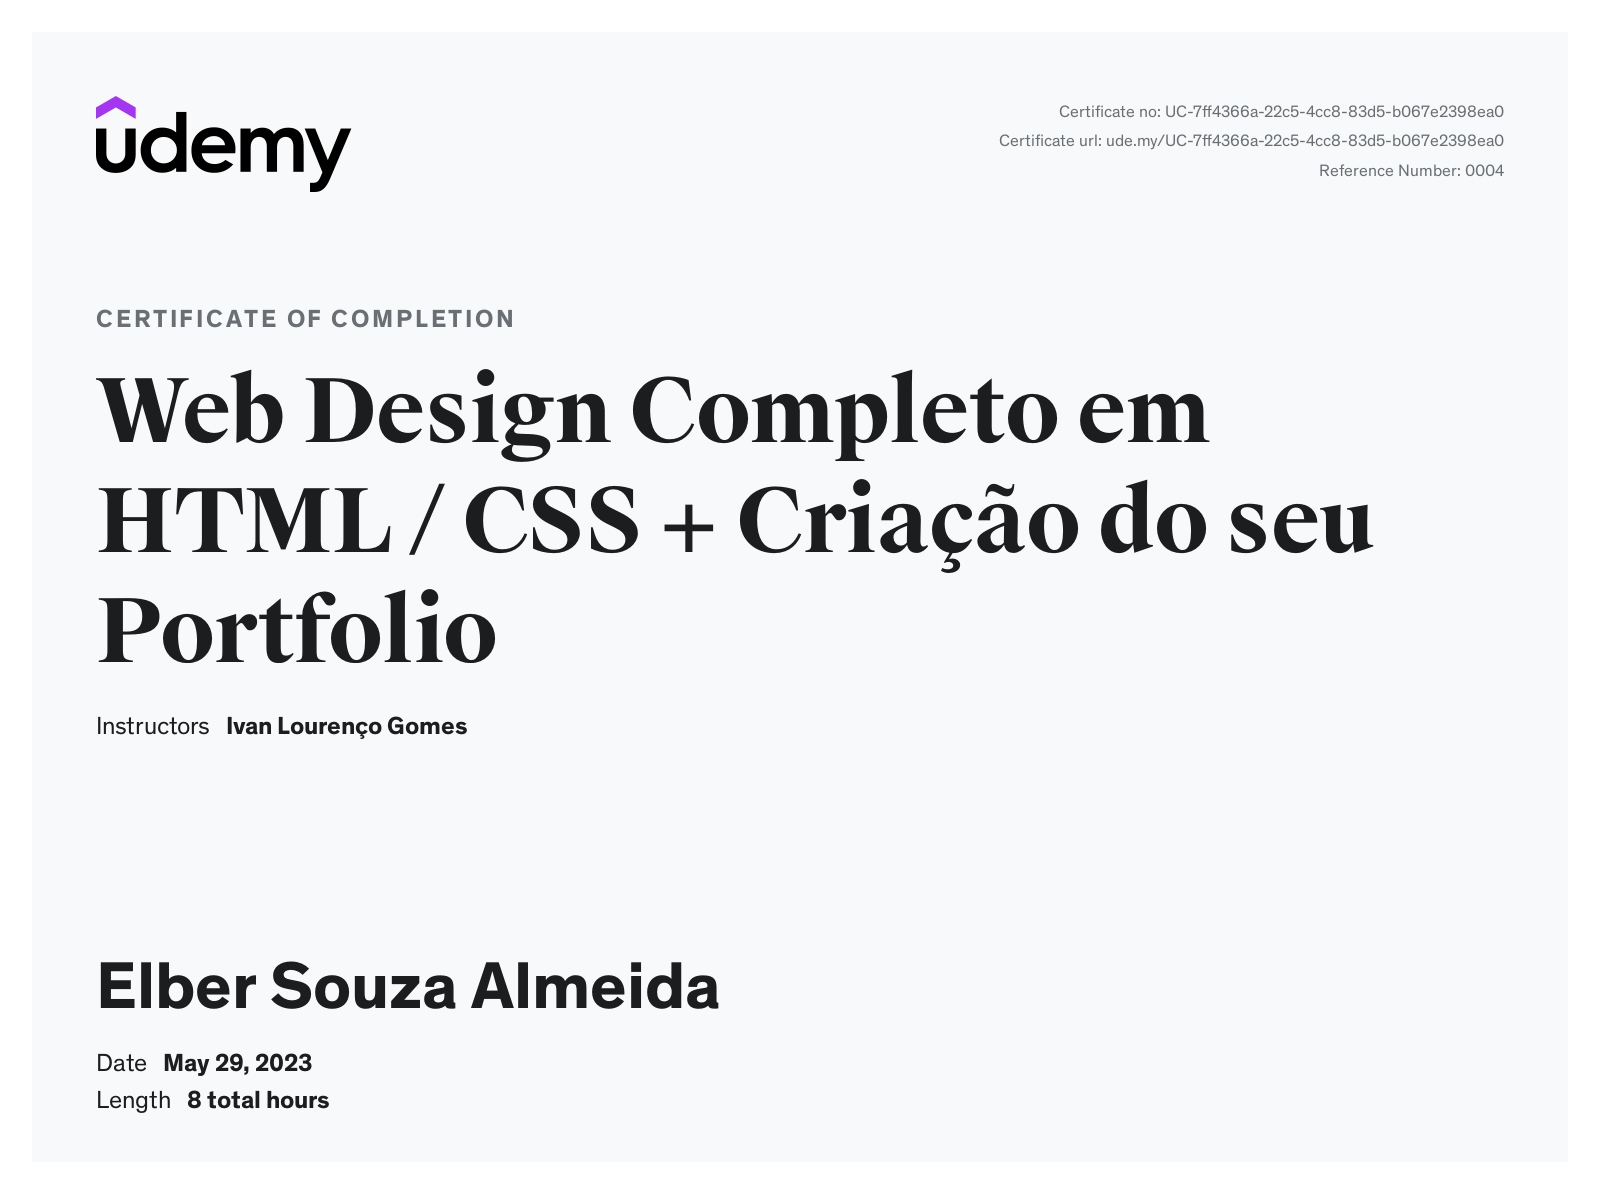 udemy
Certificate no: UC-7ff4366a-22c5-4cc8-83d5-b067e2398ea0
Certificate url: ude.my/UC-7ff4366a-22c5-4cc8-83d5-b067e2398ea0
Reference Number: 0004
CERTIFICATE OF COMPLETION
Web Design Completo em
HTML / CSS + Criação do seu
Portfolio
Instructors Ivan Lourenço Gomes
Elber Souza Almeida
Date May 29, 2023
Length 8 total hours